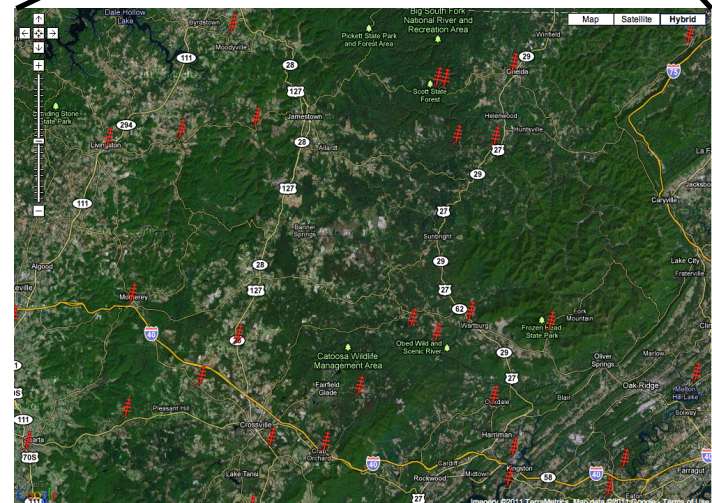 Dale Hollow
Lake
Byrdstown
Moodyville
Pickett State Park
and Forest Area
Big South Fork
National River and
Recreation Area
Winfield
Map
Satellite
Hybrid
111
28
127
29
Oneida
75
Scott State
Forest
State Park
294
Livingston
Jamestown
Helenwood
Huntsville
27
28
Allardt
29
127
111
27
Caryville
Banner
Springs
Sunbright
Algood
28
29
Lake City
Fraterville
127
27
Monterey
40
62
Wartburg
Frozen Head
State Park
Fork
Mountain
28
Obed Wild and
Scenic River
Catoosa Wildlife
Management Area
29
Oliver
Springs
Marlow
27
Fairfield
Glade
Oak Ridge
Melton
Hill Lake
Oakdale
Blair
Solway
Pleasant Hill
111
Crossville
Harriman
70S
Crab
Orchard
40
Cardiff
Midtown
Kingston
58
40
40
Farragut
Lake Tansi
Rockwood
27
111
Imagery ©2011 TerraMetrics, Map data ©2011 Google - Terms of Use